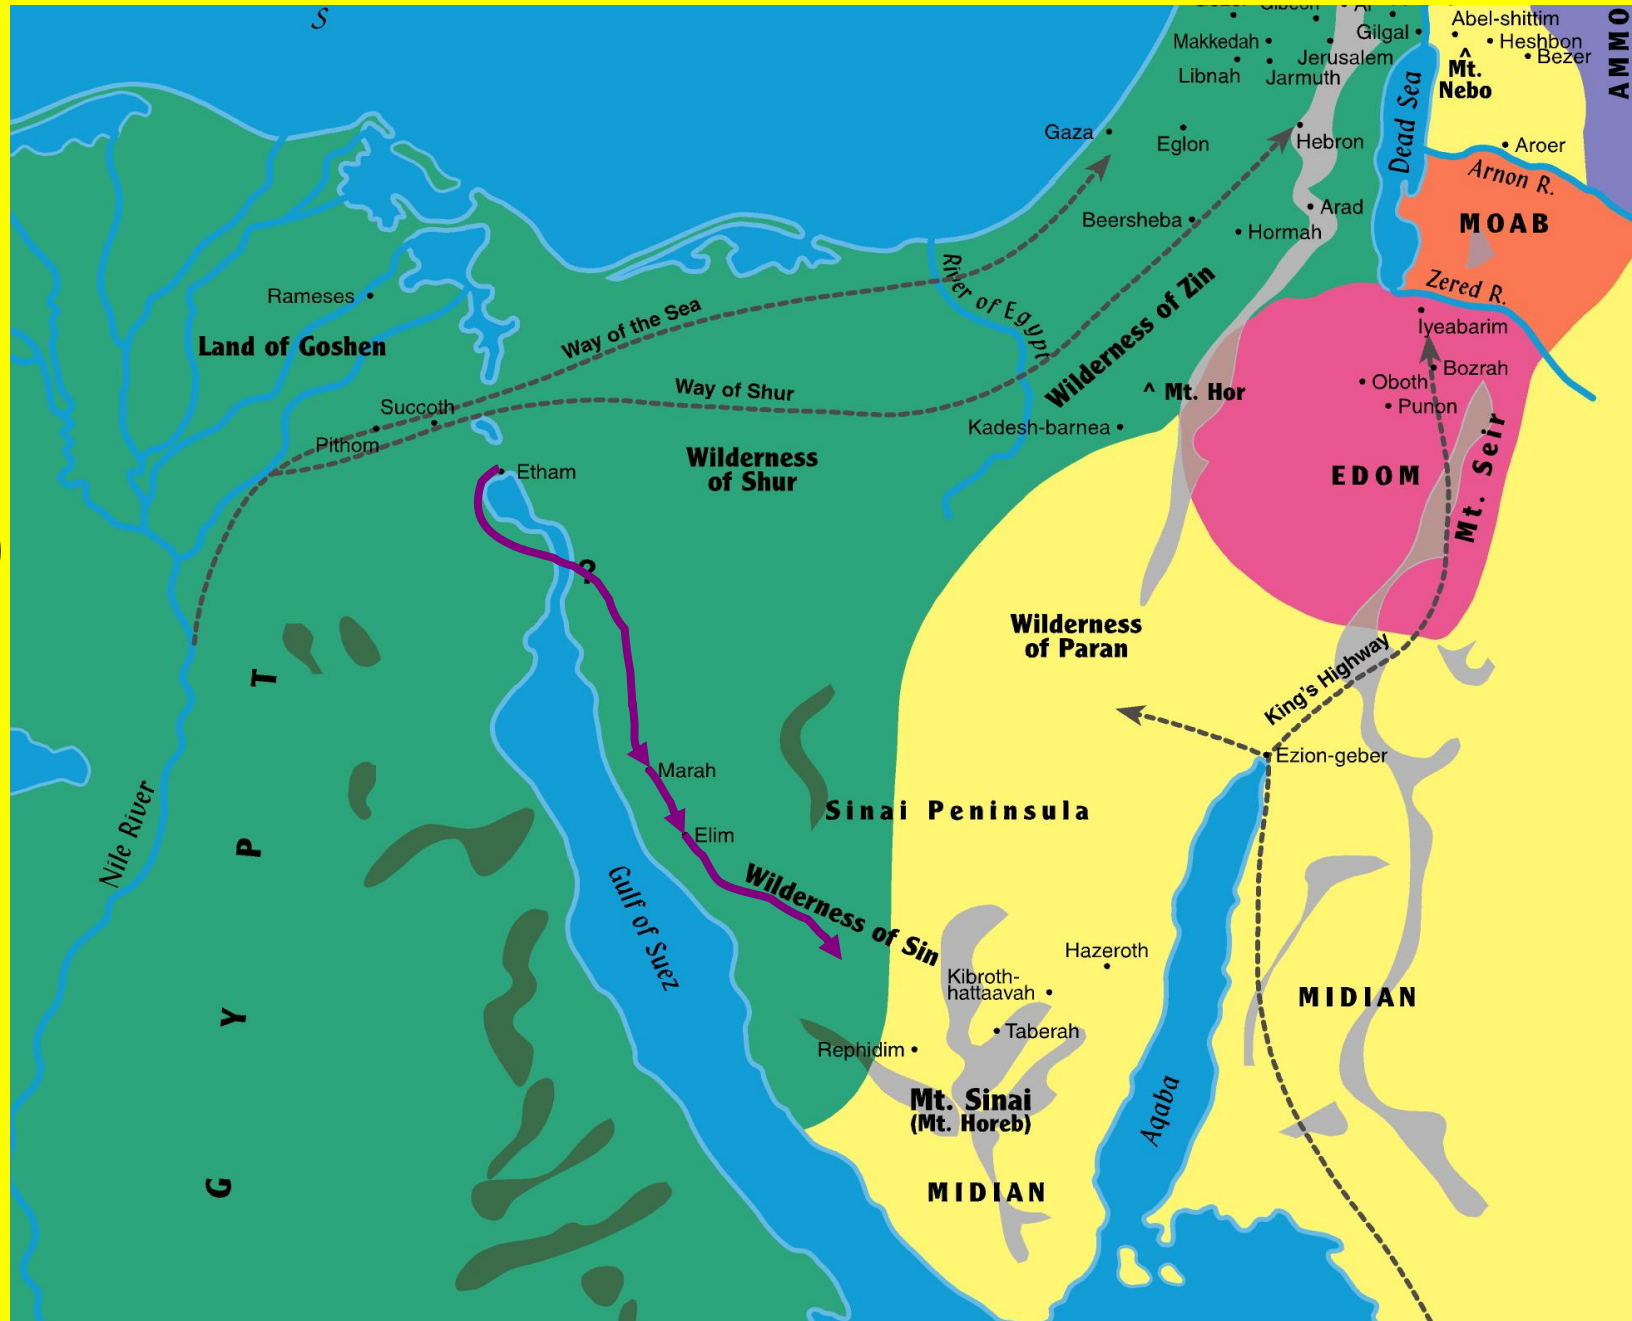 S
Gezer
Gibeon
Ai
Gilgal
Makkedah
Jerusalem
Libnah
Jarmuth
Abel-shittim
Heshbon
Bezer
^
Mt.
Nebo
AMMO
Dead Sea
Gaza
Eglon
Hebron
Aroer
Arnon R.
MOAB
Beersheba
Arad
Hormah
Zered R.
River of Egypt
Wilderness of Zin
Rameses
Land of Goshen
Way of the Sea
Way of Shur
Succoth
Pithom
Iyeabarim
Bozrah
Oboth
Punon
^ Mt. Hor
Kadesh-barnea
Wilderness
of Shur
Etham
EDOM
Mt. Seir
?
Wilderness
of Paran
King's Highway
Ezion-geber
Marah
Elim
Sinai Peninsula
Nile River
Gulf of Suez
Wilderness of Sin
Hazeroth
Kibroth-
hattaavah
Taberah
Rephidim
MIDIAN
Mt. Sinai
(Mt. Horeb)
Aqaba
MIDIAN
G Y P T